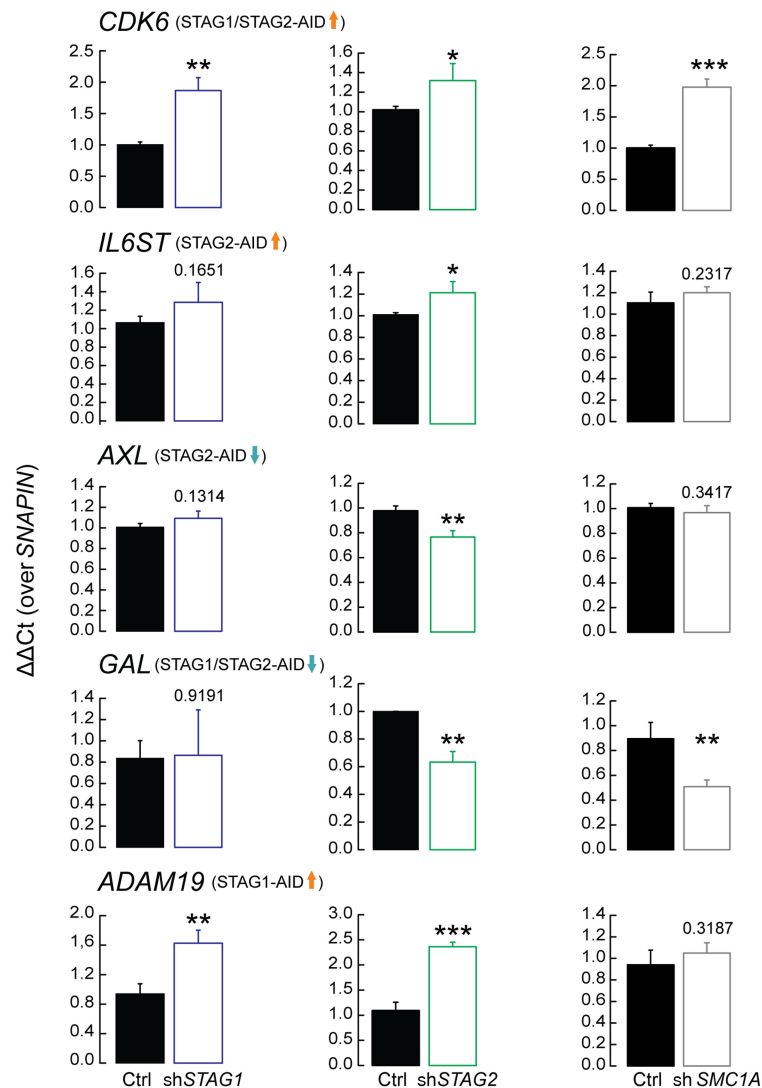 CDK6 (STAG1/STAG2-AID⬆)
2.5 2.0 1.5 1.0 0.5 0.0 **
1.6 1.4 1.2 1.0 0.8 0.6 0.4 0.2 0.0 *
2.5 2.0 1.5 1.0 0.5 0.0 ***
IL6ST (STAG2-AID⬆)
1.6 1.4 1.2 1.0 0.8 0.6 0.4 0.2 0.0 0.1651
1.4 1.2 1.0 0.8 0.6 0.4 0.2 0.0 *
1.4 1.2 1.0 0.8 0.6 0.4 0.2 0.0 0.2317
ΔΔCt (over SNAPIN)
AXL (STAG2-AID⬇)
1.4 1.2 1.0 0.8 0.6 0.4 0.2 0.0 0.1314
1.2 1.0 0.8 0.6 0.4 0.2 0.0 **
1.2 1.0 0.8 0.6 0.4 0.2 0.0 0.3417
GAL (STAG1/STAG2-AID⬇)
1.4 1.2 1.0 0.8 0.6 0.4 0.2 0.0 0.9191
1.2 1.0 0.8 0.6 0.4 0.2 0.0 **
1.2 1.0 0.8 0.6 0.4 0.2 0.0 **
ADAM19 (STAG1-AID⬆)
2.0 1,6 1.2 0.8 0.4 0.0 **
3.0 2.5 2.0 1.5 1.0 0.5 0.0 ***
1.4 1.2 1.0 0.8 0.6 0.4 0.2 0.0 0.3187
Ctrl shSTAG1
Ctrl shSTAG2
Ctrl sh SMC1A